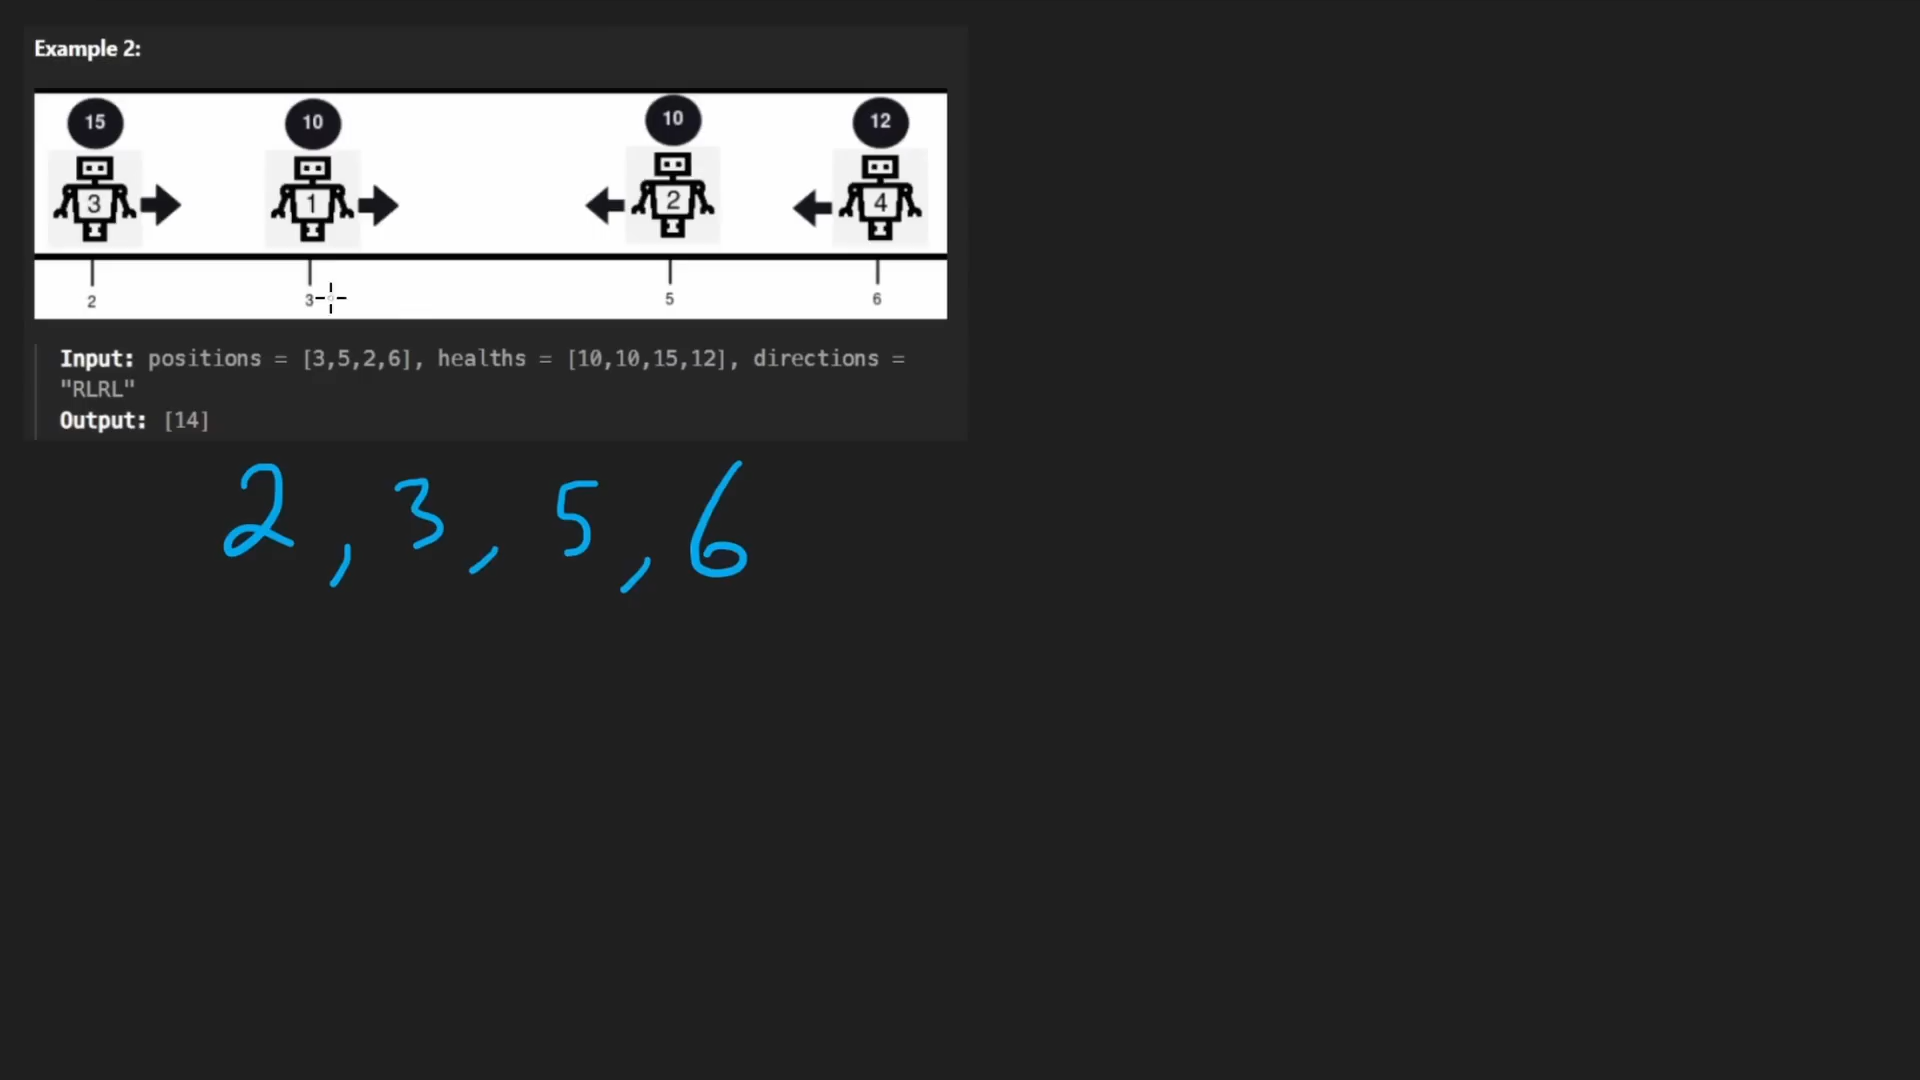 Example 2:
15 10 10 12
3 1 2 4
2 3 5 6
Input: positions = [3,5,2,6], healths = [10,10,15,12], directions =
"RLRL"
Output: [14]
2, 3, 5, 6